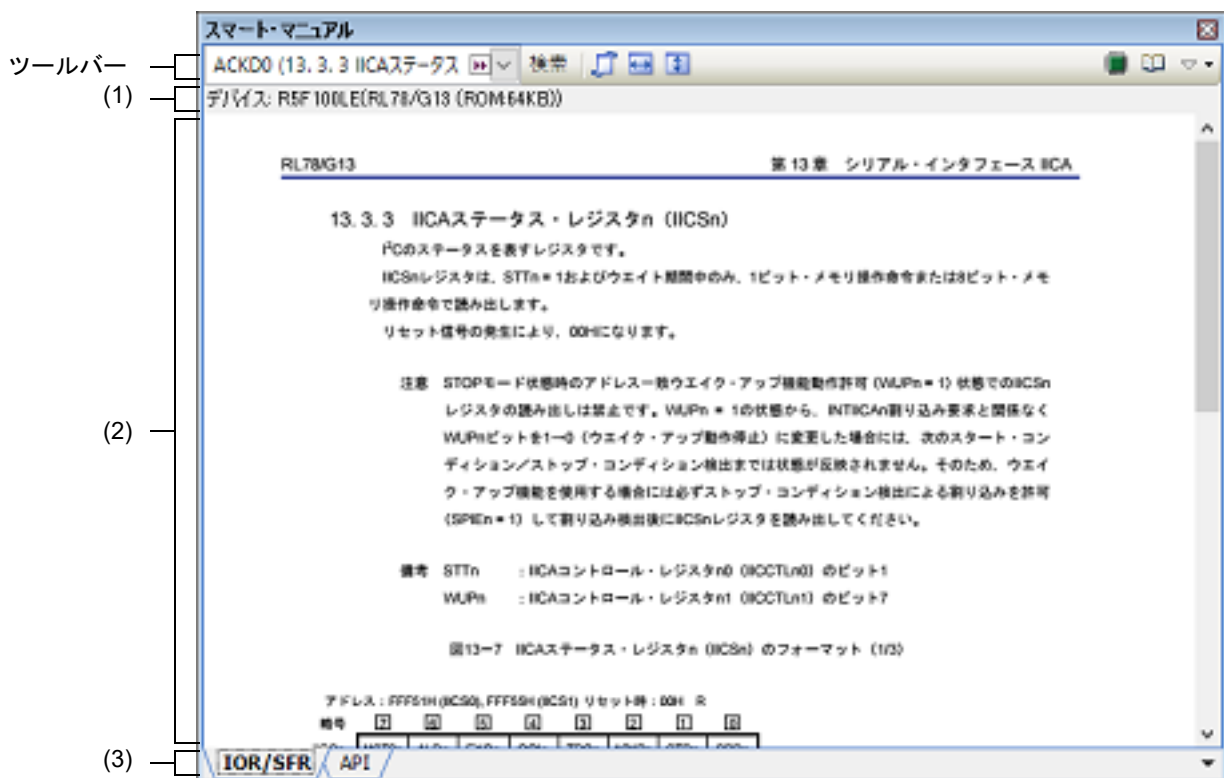 スマート・マニュアル
ツールバー
ACKD0 (13. 3. 3 IICAステータス 検索
(1)
デバイス: R5F100LE(RL78/G13 (ROM:64KB))
(2)
RL78/G13 第 13 章 シリアル・インタフェース IICA
13. 3. 3 IICAステータス・レジスタn (IICSn)
I²Cのステータスを表すレジスタです。
IICSnレジスタは、STTn = 1およびウエイト期間中のみ、1ビット・メモリ操作命令または8ビット・メモ
リ操作命令で読み出します。
リセット信号の発生により、00Hになります。
注意 STOPモード状態時のアドレス一致ウエイク・アップ機能動作許可 (WUPn = 1) 状態でのIICSn
レジスタの読み出しは禁止です。WUPn = 1の状態から、INTIICAn割り込み要求と関係なく
WUPnビットを1→0 (ウエイク・アップ動作停止) に変更した場合には、次のスタート・コン
ディション／ストップ・コンディション検出までは状態が反映されません。そのため、ウエイ
ク・アップ機能を使用する場合には必ずストップ・コンディション検出による割り込みを許可
(SPIEn = 1) して割り込み検出後にIICSnレジスタを読み出してください。
備考 STTn : IICAコントロール・レジスタn0 (IICCTLn0) のビット1
WUPn : IICAコントロール・レジスタn1 (IICCTLn1) のビット7
図13-7 IICAステータス・レジスタn (IICSn) のフォーマット (1/3)
アドレス : FFF51H (IICS0), FFF59H (IICS1) リセット時 : 00H R
略号 7 6 5 4 3 2 1 0
(3)
IOR/SFR API